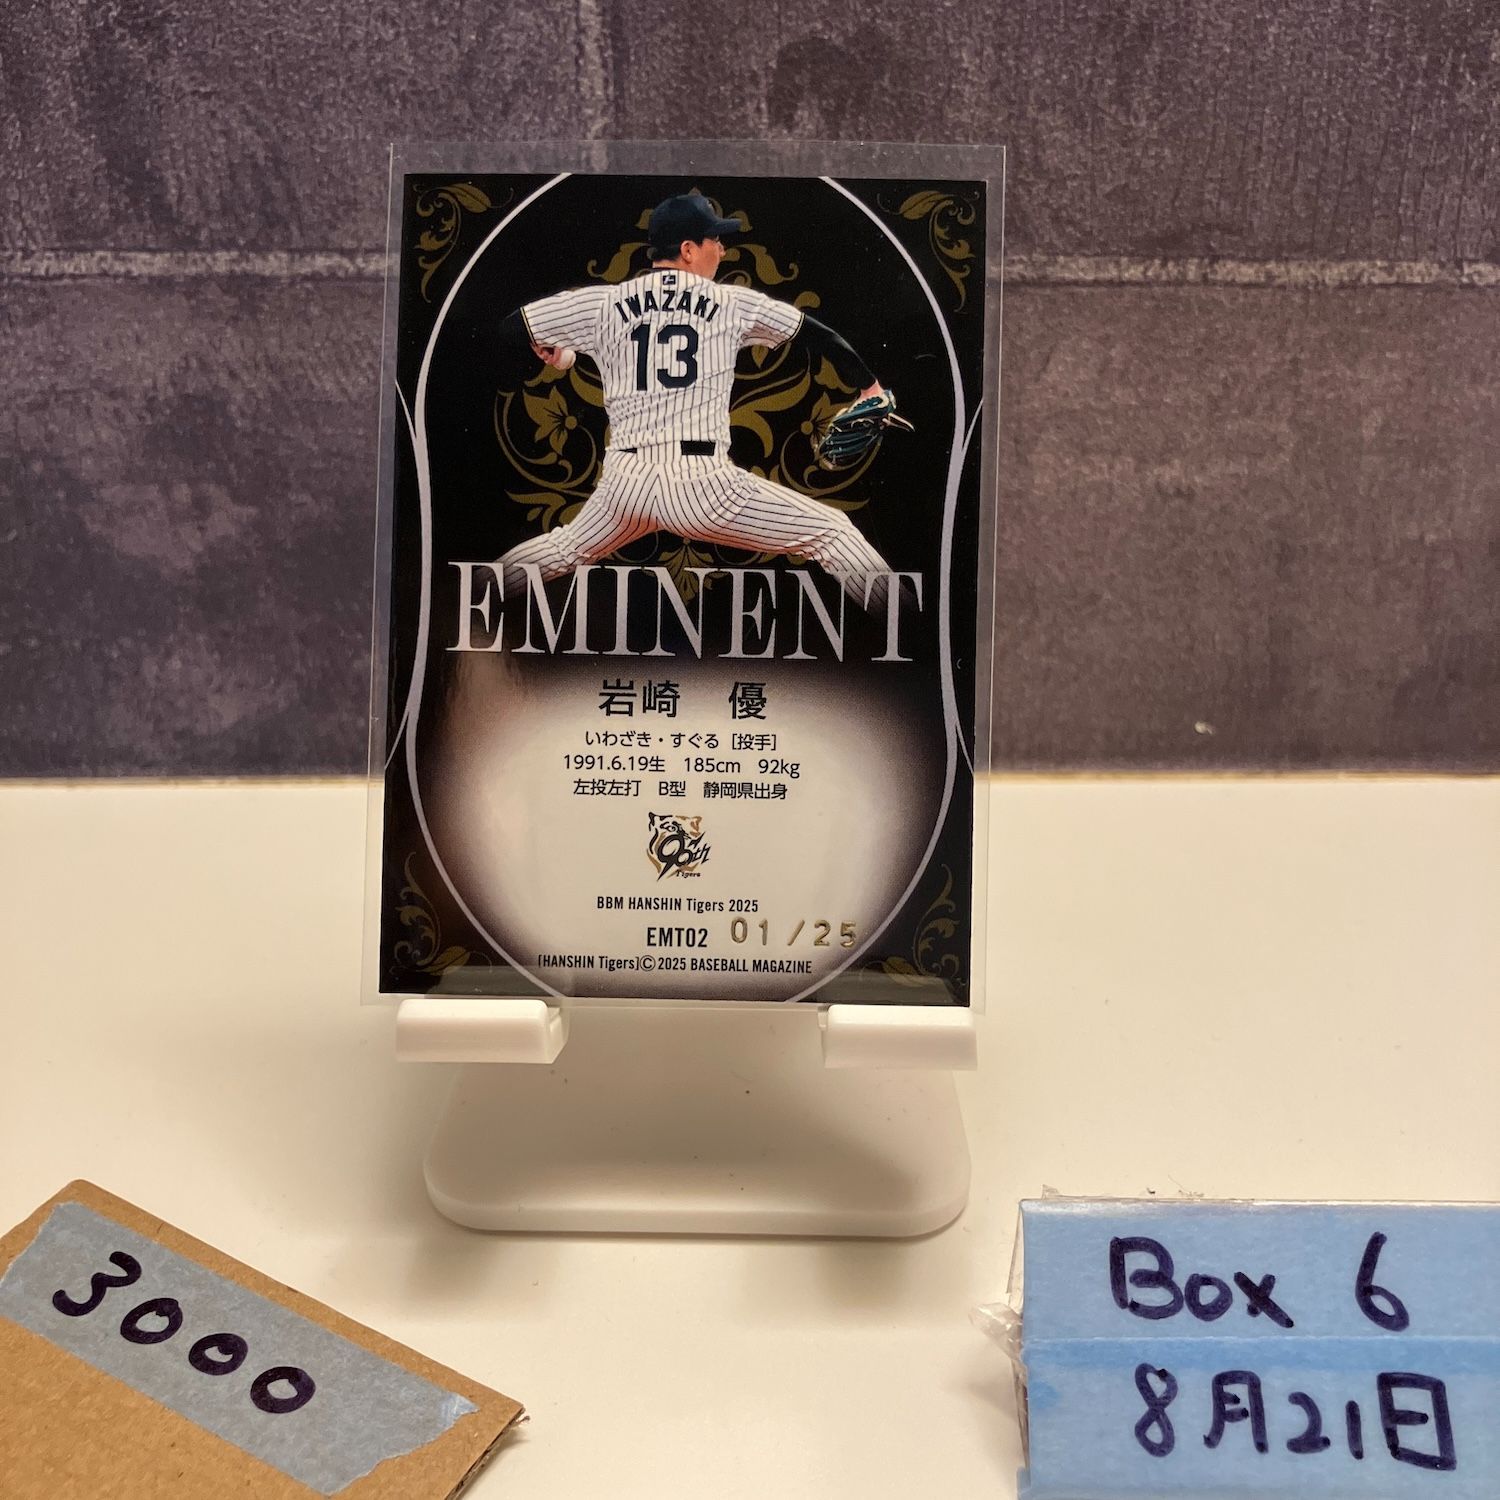 IWAZAKI
13
EMINENT
岩崎 優
いわざき・すぐる [投手]
1991.6.19生 185cm 92kg
左投左打 B型 静岡県出身
90th
Tigers
BBM HANSHIN Tigers 2025
EMT02 01/25
[HANSHIN Tigers]©2025 BASEBALL MAGAZINE
3000
Box 6
8月21日